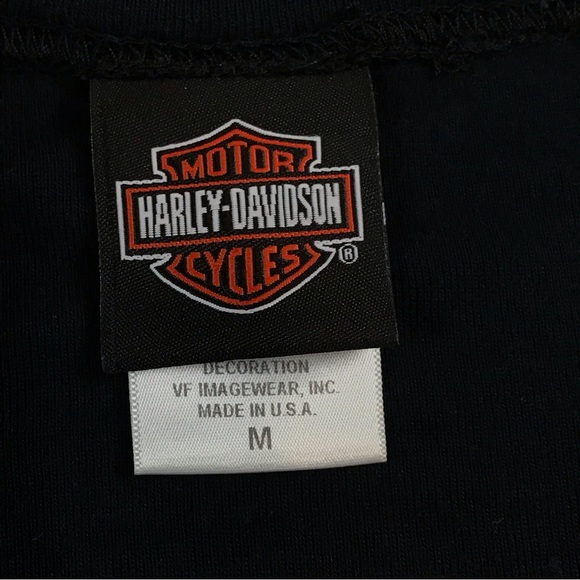 MOTOR
HARLEY-DAVIDSON
CYCLES
®
DECORATION
VF IMAGEWEAR, INC.
MADE IN U.S.A.
M